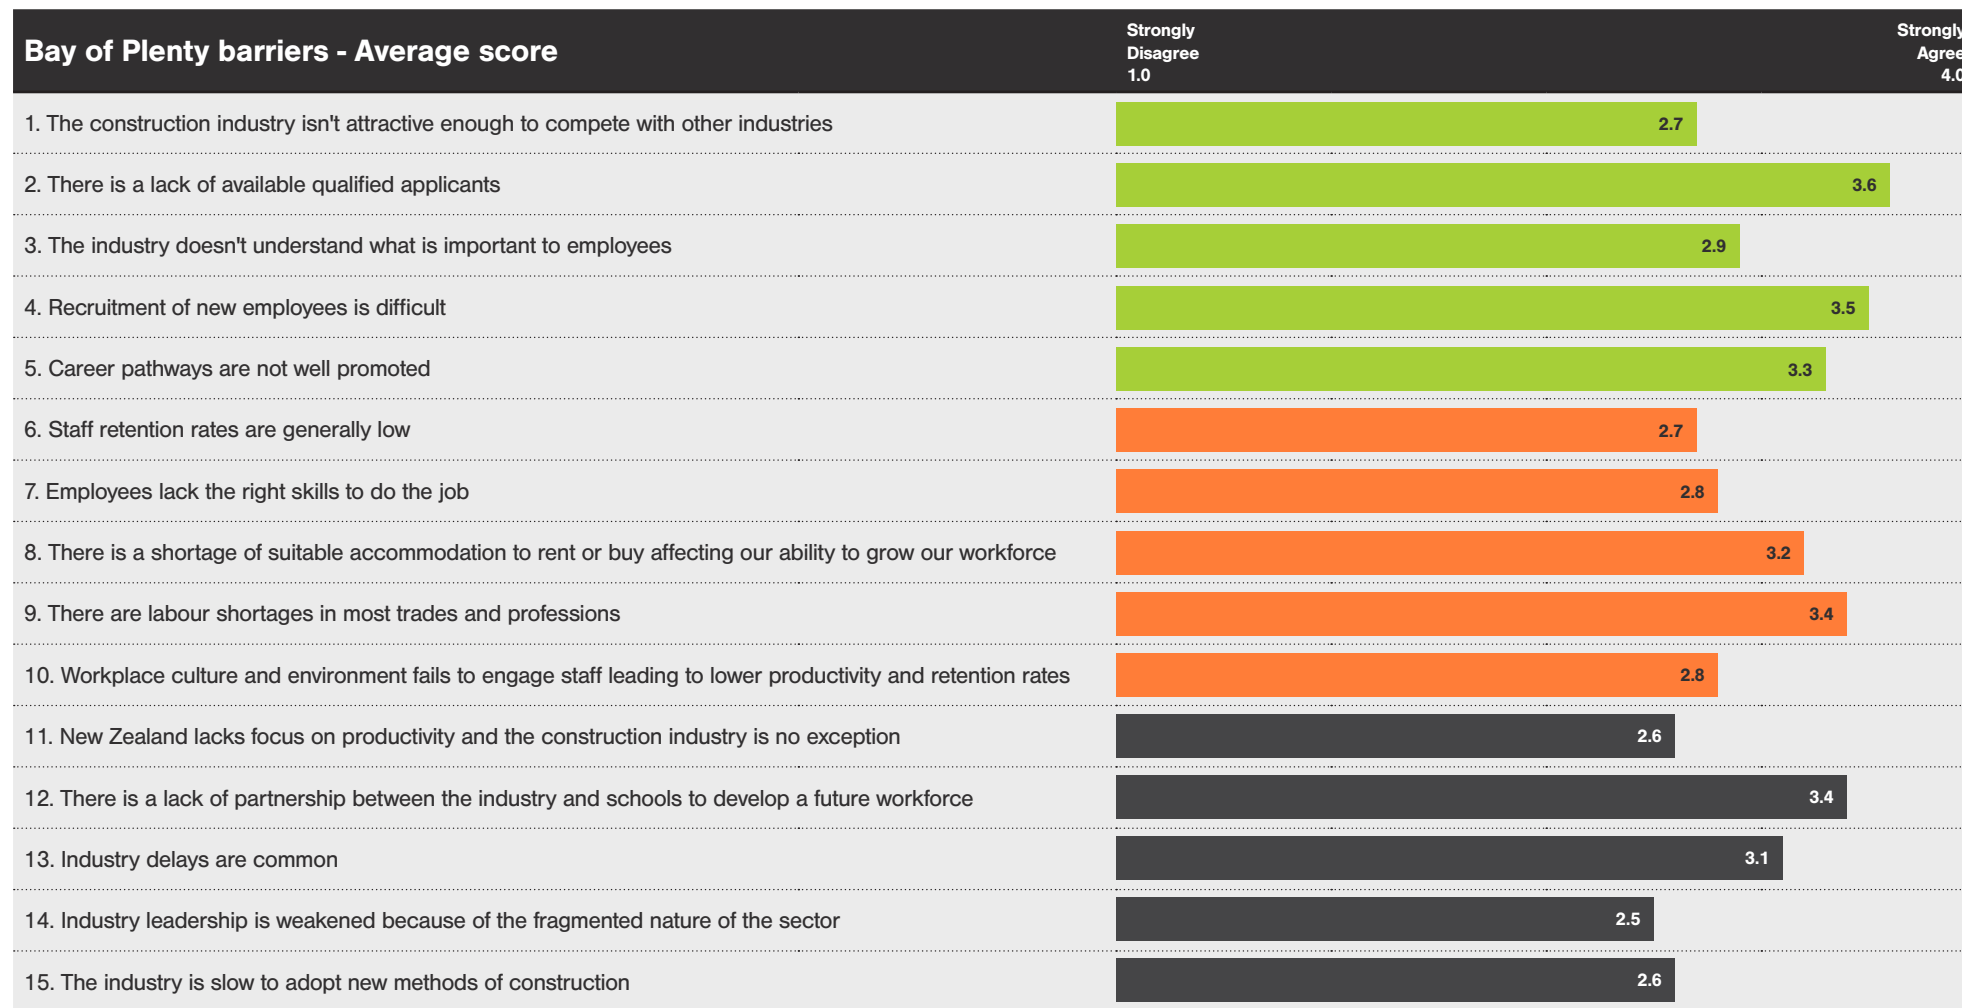 Bay of Plenty barriers - Average score
Strongly
Disagree
1.0
Strongly
Agree
4.0
1. The construction industry isn't attractive enough to compete with other industries 2.7
2. There is a lack of available qualified applicants 3.6
3. The industry doesn't understand what is important to employees 2.9
4. Recruitment of new employees is difficult 3.5
5. Career pathways are not well promoted 3.3
6. Staff retention rates are generally low 2.7
7. Employees lack the right skills to do the job 2.8
8. There is a shortage of suitable accommodation to rent or buy affecting our ability to grow our workforce 3.2
9. There are labour shortages in most trades and professions 3.4
10. Workplace culture and environment fails to engage staff leading to lower productivity and retention rates 2.8
11. New Zealand lacks focus on productivity and the construction industry is no exception 2.6
12. There is a lack of partnership between the industry and schools to develop a future workforce 3.4
13. Industry delays are common 3.1
14. Industry leadership is weakened because of the fragmented nature of the sector 2.5
15. The industry is slow to adopt new methods of construction 2.6